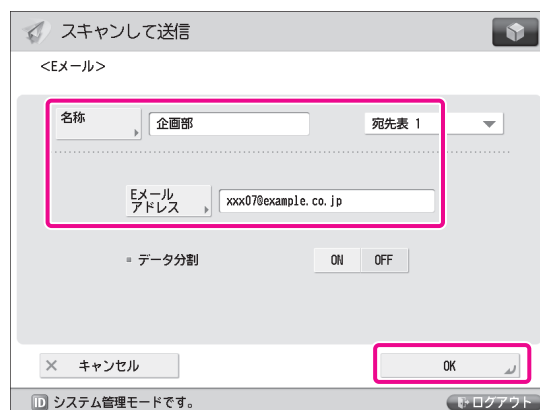 スキャンして送信
<Eメール>
名称 企画部 宛先表 1
Eメール
アドレス xxx07@example.co.jp
データ分割 ON OFF
キャンセル OK
ID システム管理モードです。 ログアウト